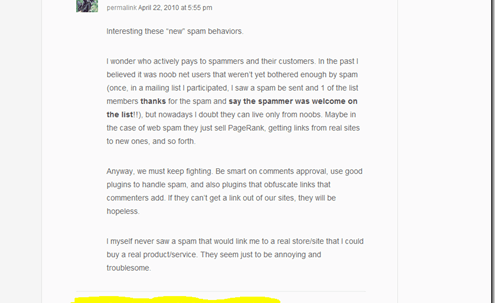 permalink April 22, 2010 at 5:55 pm
Interesting these “new” spam behaviors.
I wonder who actively pays to spammers and their customers. In the past I
believed it was noob net users that weren’t yet bothered enough by spam
(once, in a mailing list I participated, I saw a spam be sent and 1 of the list
members thanks for the spam and say the spammer was welcome on
the list!!), but nowadays I doubt they can live only from noobs. Maybe in
the case of web spam they just sell PageRank, getting links from real sites
to new ones, and so forth.
Anyway, we must keep fighting. Be smart on comments approval, use good
plugins to handle spam, and also plugins that obfuscate links that
commenters add. If they can’t get a link out of our sites, they will be
hopeless.
I myself never saw a spam that would link me to a real store/site that I could
buy a real product/service. They seem just to be annoying and
troublesome.